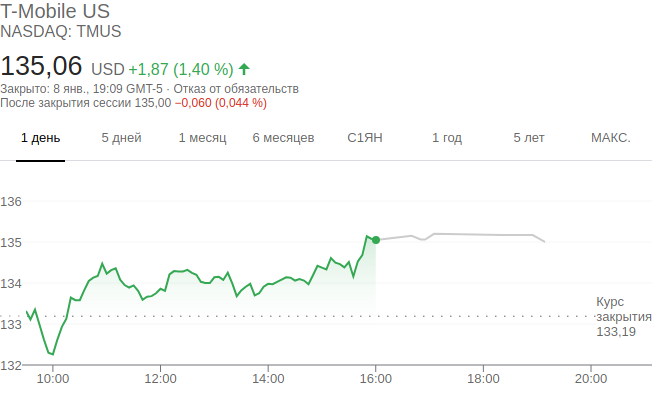 T-Mobile US
NASDAQ: TMUS
135,06 USD +1,87 (1,40 %)
Закрыто: 8 янв., 19:09 GMT-5 · Отказ от обязательств
После закрытия сессии 135,00 −0,060 (0,044 %)
1 день 5 дней 1 месяц 6 месяцев С1ЯН 1 год 5 лет МАКС.
136
135
134
133
132
Курс
закрытия
133,19
10:00 12:00 14:00 16:00 18:00 20:00